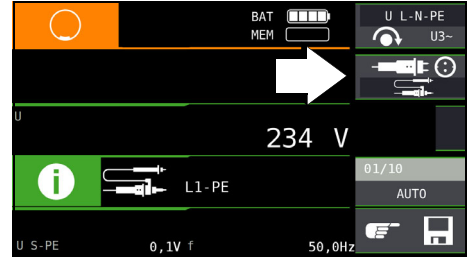 BAT
MEM
U L-N-PE
U3~
U
234 V
i
L1-PE
01/10
AUTO
U S-PE 0,1V f 50,0Hz